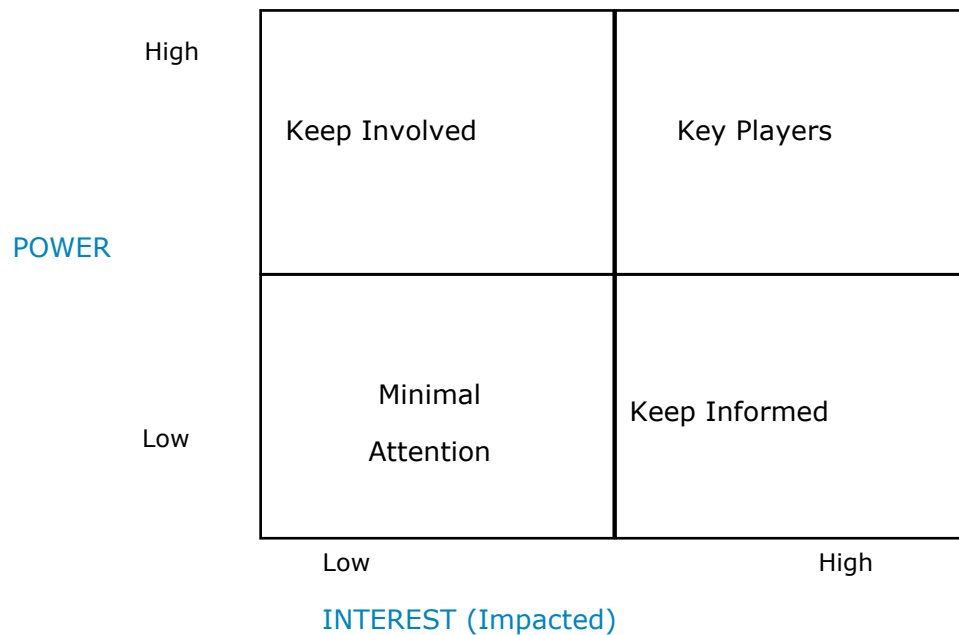 High
Keep Involved
Key Players
POWER
Minimal
Attention
Keep Informed
Low
Low
High
INTEREST (Impacted)